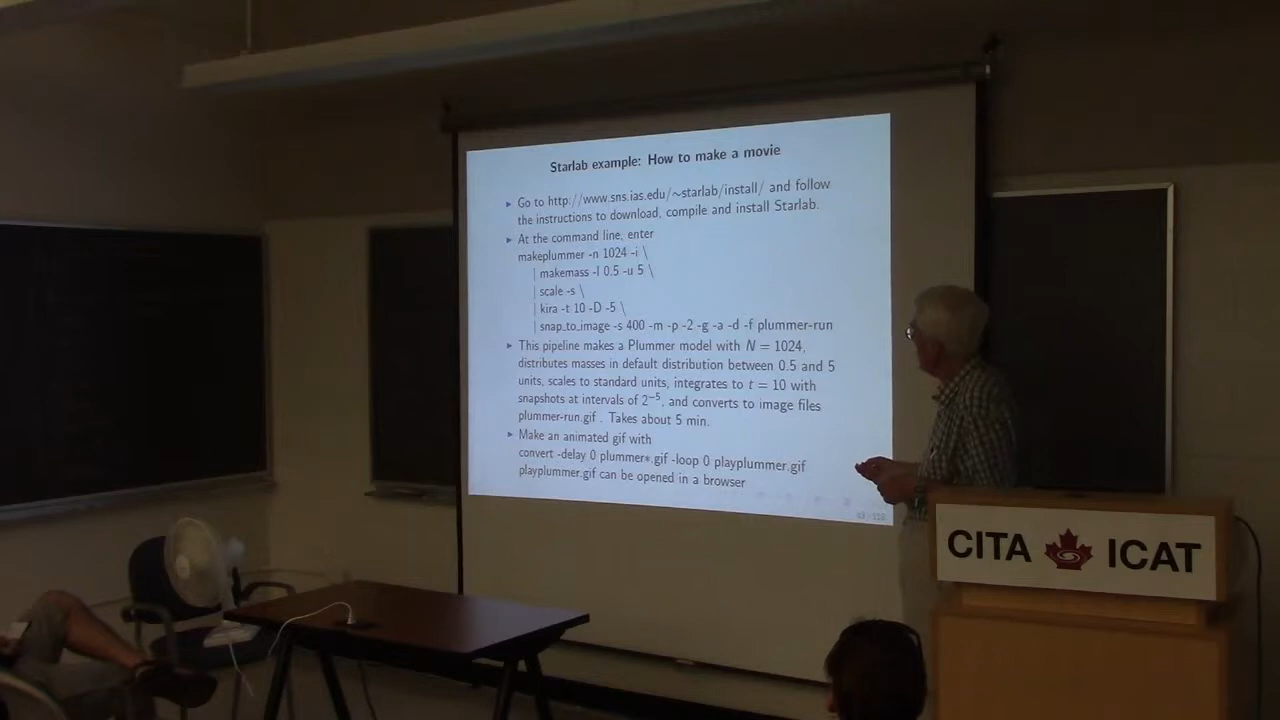 Starlab example: How to make a movie
Go to http://www.sns.ias.edu/~starlab/install/ and follow
the instructions to download, compile and install Starlab.
At the command line, enter
makeplummer -n 1024 -i \
| makemass -l 0.5 -u 5 \
| scale -s \
| kira -t 10 -D -5 \
| snap_to_image -s 400 -m -p -2 -g -a -d -f plummer-run
This pipeline makes a Plummer model with N = 1024,
distributes masses in default distribution between 0.5 and 5
units, scales to standard units, integrates to t = 10 with
snapshots at intervals of 2⁻⁵, and converts to image files
plummer-run.gif . Takes about 5 min.
Make an animated gif with
convert -delay 0 plummer*.gif -loop 0 playplummer.gif
playplummer.gif can be opened in a browser
CITA ICAT